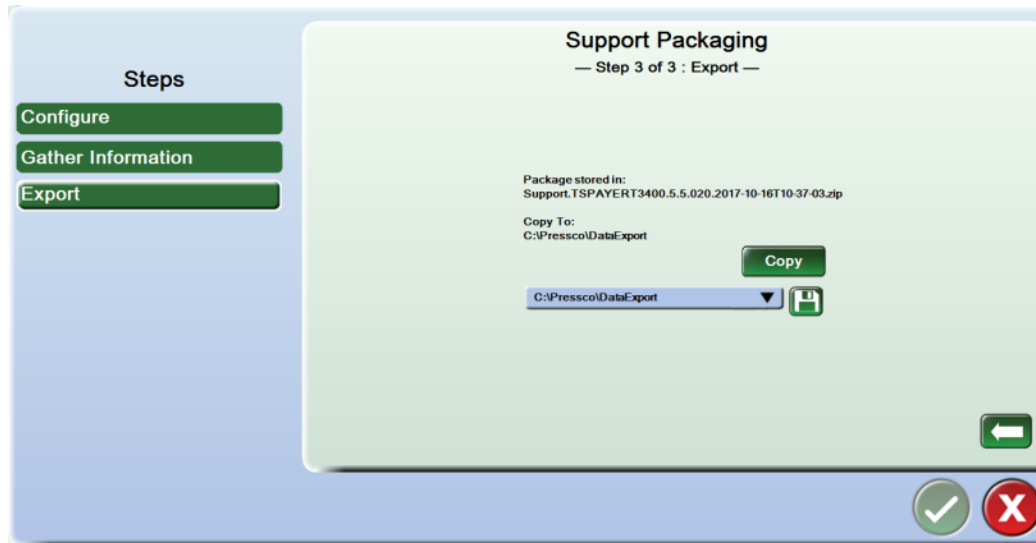 Steps
Configure
Gather Information
Export
Support Packaging
— Step 3 of 3 : Export —
Package stored in:
Support.TSPAYERT3400.5.5.020.2017-10-16T10-37-03.zip
Copy To:
C:\Pressco\DataExport
Copy
C:\Pressco\DataExport